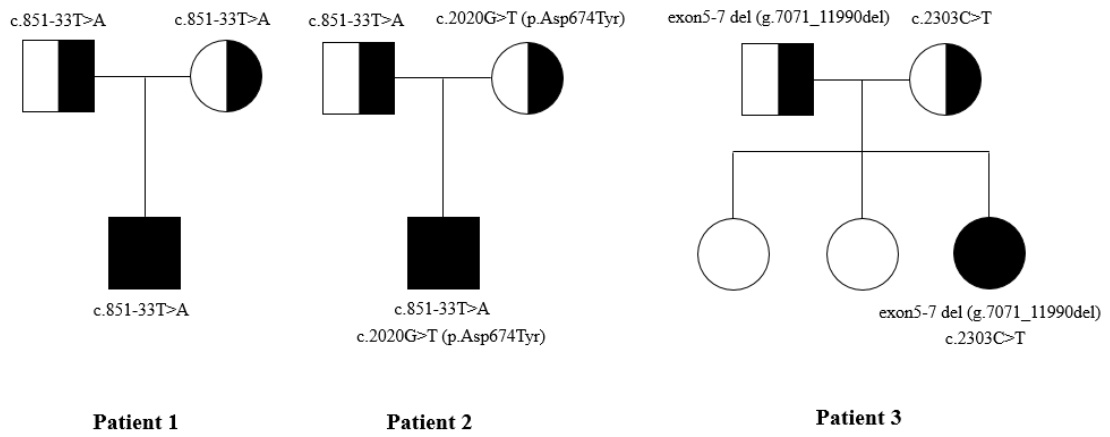 c.851-33T>A
c.851-33T>A
c.851-33T>A
c.2020G>T (p.Asp674Tyr)
exon5-7 del (g.7071_11990del)
c.2303C>T
c.851-33T>A
c.851-33T>A
c.2020G>T (p.Asp674Tyr)
exon5-7 del (g.7071_11990del)
c.2303C>T
Patient 1
Patient 2
Patient 3